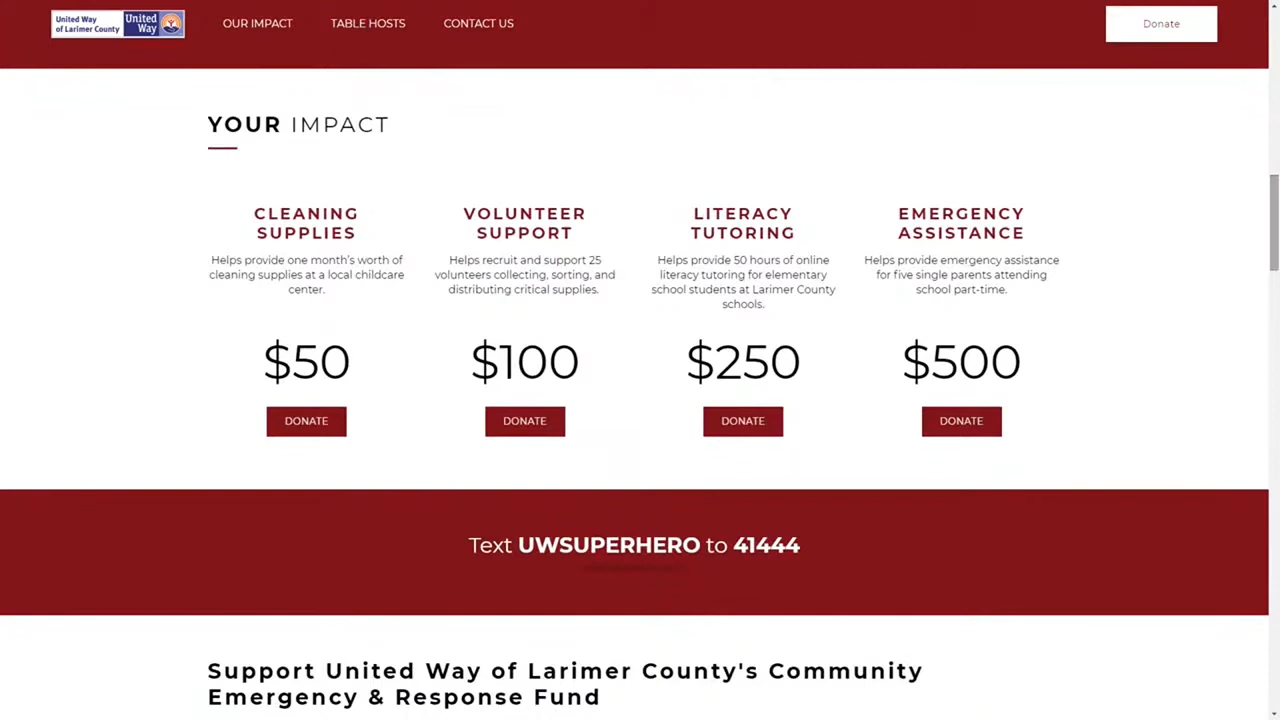 United Way
of Larimer County
United
Way
OUR IMPACT
TABLE HOSTS
CONTACT US
Donate
YOUR IMPACT
CLEANING
SUPPLIES
Helps provide one month's worth of
cleaning supplies at a local childcare
center.
$50
DONATE
VOLUNTEER
SUPPORT
Helps recruit and support 25
volunteers collecting, sorting, and
distributing critical supplies.
$100
DONATE
LITERACY
TUTORING
Helps provide 50 hours of online
literacy tutoring for elementary
school students at Larimer County
schools.
$250
DONATE
EMERGENCY
ASSISTANCE
Helps provide emergency assistance
for five single parents attending
school part-time.
$500
DONATE
Text UWSUPERHERO to 41444
Support United Way of Larimer County's Community
Emergency & Response Fund